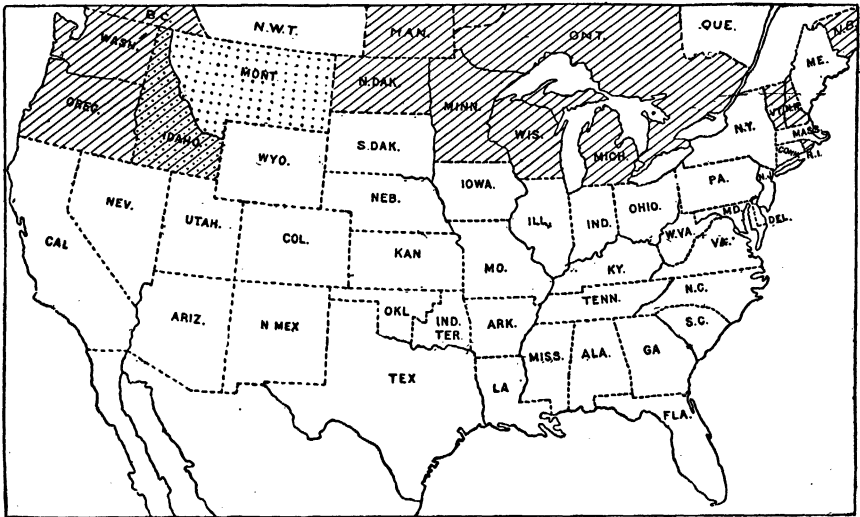 B.C.
N.W.T.
MAN.
ONT.
QUE.
N.B.
WASH.
MONT
N.DAK.
MINN.
ME.
OREG.
IDAHO.
WIS.
MICH.
VT.
N.H.
MASS.
CONN.
R.I.
N.Y.
WYO.
S.DAK.
IOWA.
PA.
N.J.
NEV.
UTAH.
NEB.
ILL.
IND.
OHIO.
MD.
DEL.
CAL
COL.
KAN
MO.
W.VA.
VA.
KY.
ARIZ.
N MEX
OKL
IND.
TER.
ARK.
TENN.
N.C.
S.C.
TEX
LA
MISS.
ALA.
GA
FLA.